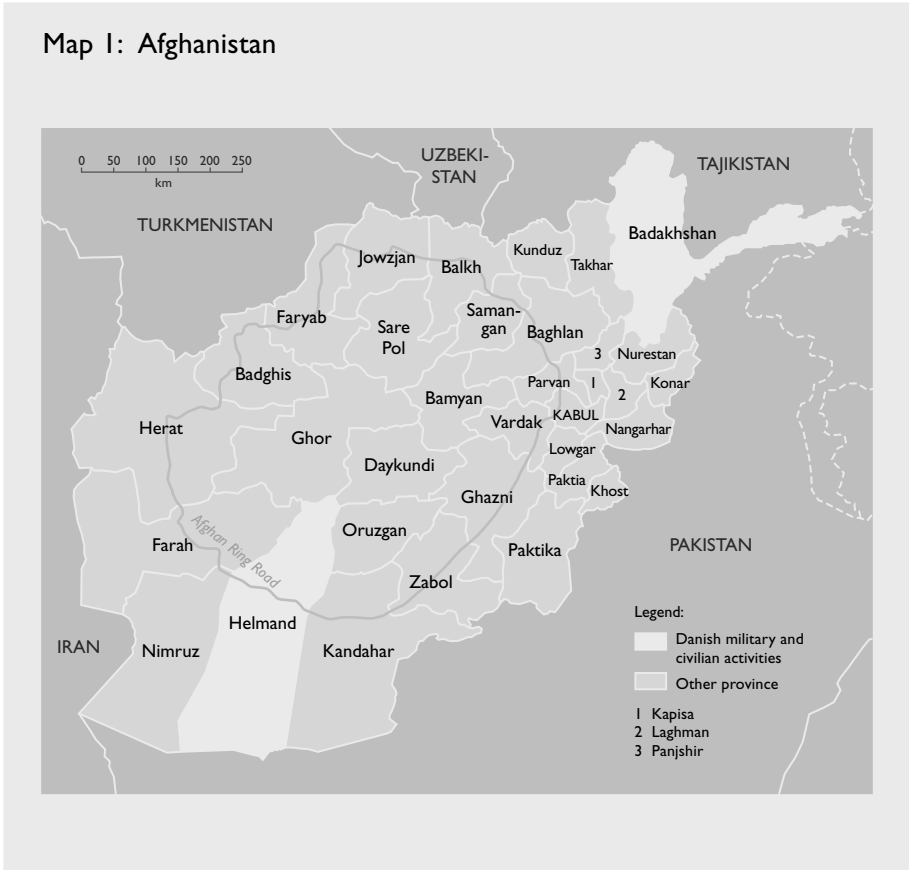 Map 1: Afghanistan
0 50 100 150 200 250
km
UZBEKI-
STAN
TAJIKISTAN
TURKMENISTAN
Badakhshan
Jowzjan
Balkh
Kunduz
Takhar
Faryab
Sare
Pol
Saman-
gan
Baghlan
3
Nurestan
Badghis
Bamyan
Parvan
1
2
Konar
Herat
Ghor
Vardak
KABUL
Nangarhar
Daykundi
Lowgar
Ghazni
Paktia
Khost
Afghan Ring Road
Farah
Oruzgan
Paktika
PAKISTAN
Zabol
Helmand
IRAN
Nimruz
Kandahar
Legend:
Danish military and
civilian activities
Other province
1 Kapisa
2 Laghman
3 Panjshir